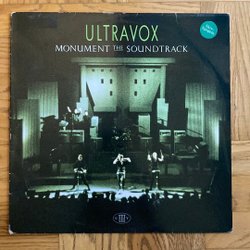 ULTRAVOX
MONUMENT THE SOUNDTRACK